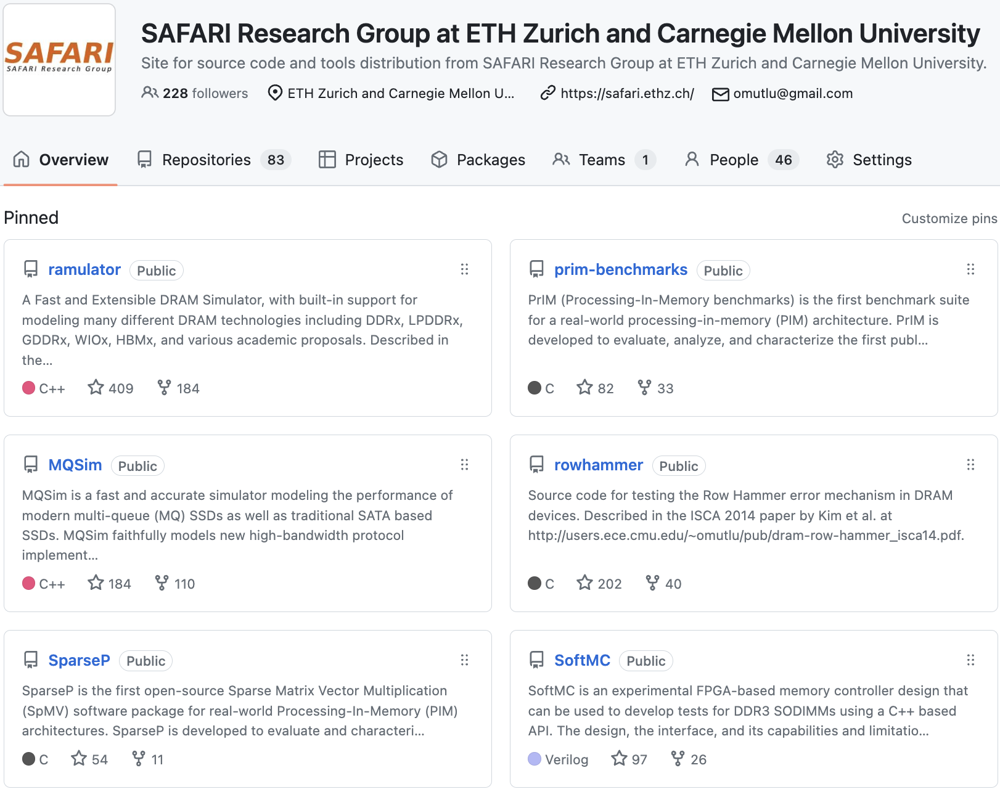 SAFARI
SAFARI Research Group
SAFARI Research Group at ETH Zurich and Carnegie Mellon University
Site for source code and tools distribution from SAFARI Research Group at ETH Zurich and Carnegie Mellon University.
228 followers ETH Zurich and Carnegie Mellon U... https://safari.ethz.ch/ omutlu@gmail.com
Overview Repositories 83 Projects Packages Teams 1 People 46 Settings
Pinned Customize pins
ramulator Public
A Fast and Extensible DRAM Simulator, with built-in support for
modeling many different DRAM technologies including DDRx, LPDDRx,
GDDRx, WIOx, HBMx, and various academic proposals. Described in
the...
C++ 409 184
prim-benchmarks Public
PrIM (Processing-In-Memory benchmarks) is the first benchmark suite
for a real-world processing-in-memory (PIM) architecture. PrIM is
developed to evaluate, analyze, and characterize the first publ...
C 82 33
MQSim Public
MQSim is a fast and accurate simulator modeling the performance of
modern multi-queue (MQ) SSDs as well as traditional SATA based
SSDs. MQSim faithfully models new high-bandwidth protocol
implement...
C++ 184 110
rowhammer Public
Source code for testing the Row Hammer error mechanism in DRAM
devices. Described in the ISCA 2014 paper by Kim et al. at
http://users.ece.cmu.edu/~omutlu/pub/dram-row-hammer_isca14.pdf.
C 202 40
SparseP Public
SparseP is the first open-source Sparse Matrix Vector Multiplication
(SpMV) software package for real-world Processing-In-Memory (PIM)
architectures. SparseP is developed to evaluate and characteri...
C 54 11
SoftMC Public
SoftMC is an experimental FPGA-based memory controller design that
can be used to develop tests for DDR3 SODIMMs using a C++ based
API. The design, the interface, and its capabilities and limitatio...
Verilog 97 26